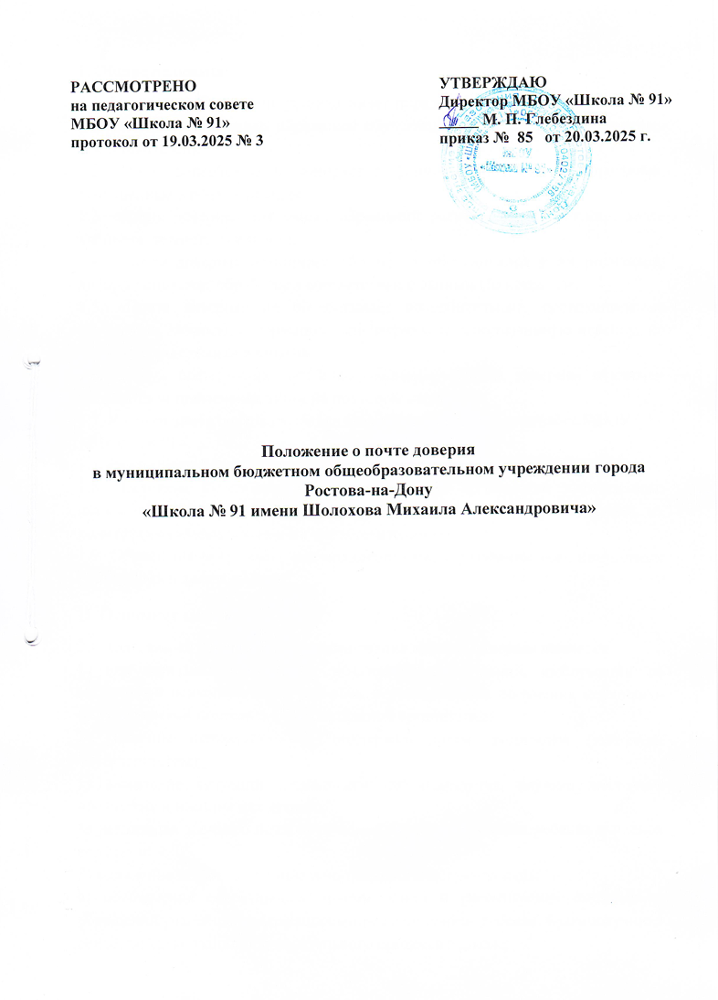 РАССМОТРЕНО
на педагогическом совете
МБОУ «Школа № 91»
протокол от 19.03.2025 № 3
УТВЕРЖДАЮ
Директор МБОУ «Школа № 91»
_____ М. П. Глебездина
приказ № 85 от 20.03.2025 г.
Положение о почте доверия
в муниципальном бюджетном общеобразовательном учреждении города
Ростова-на-Дону
«Школа № 91 имени Шолохова Михаила Александровича»